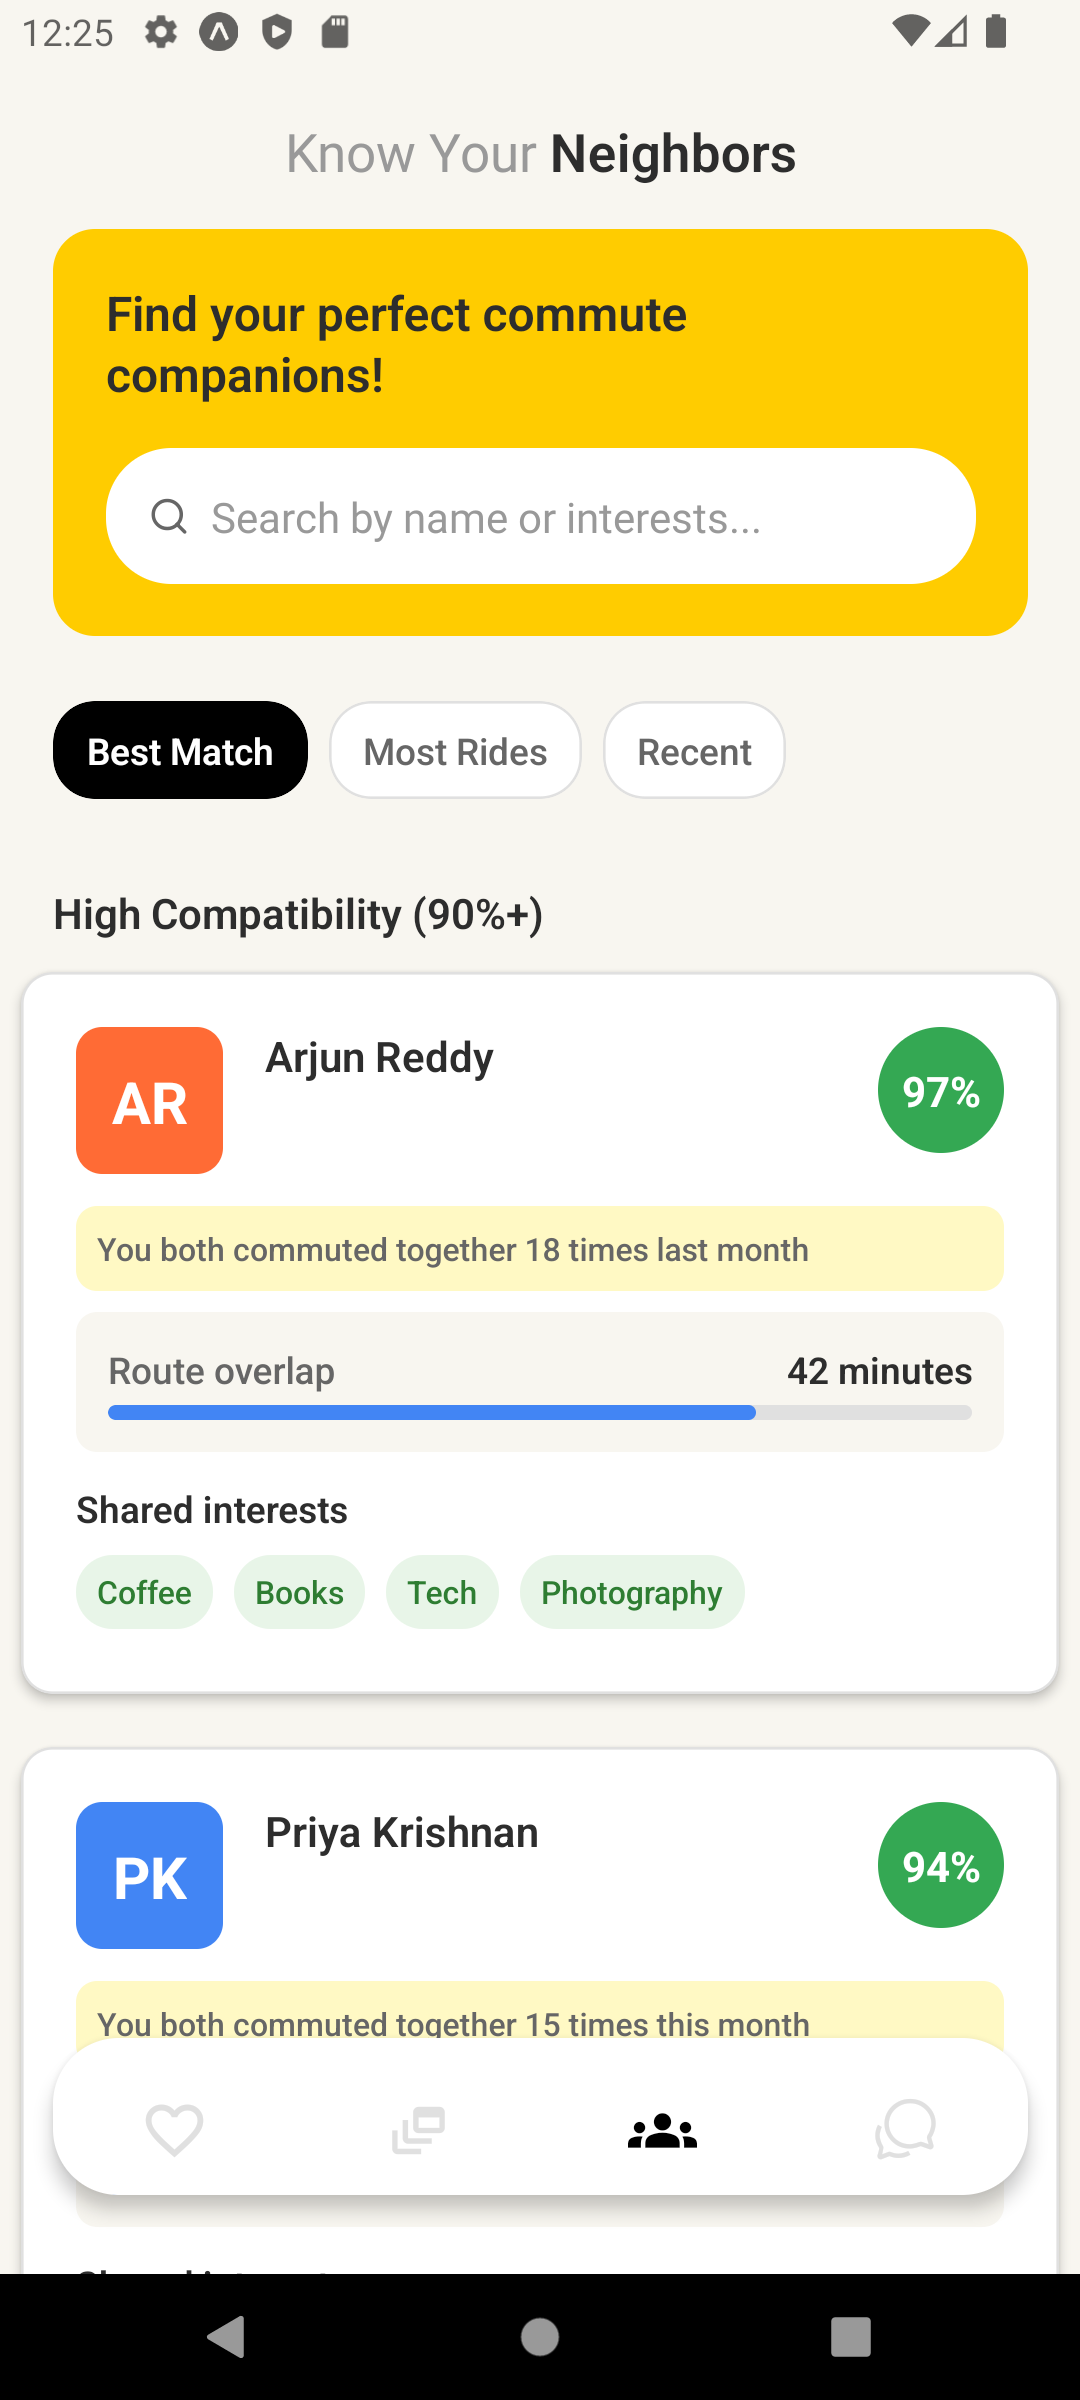 12:25
Know Your Neighbors
Find your perfect commute
companions!
Search by name or interests...
Best Match
Most Rides
Recent
High Compatibility (90%+)
AR
Arjun Reddy
97%
You both commuted together 18 times last month
Route overlap
42 minutes
Shared interests
Coffee
Books
Tech
Photography
PK
Priya Krishnan
94%
You both commuted together 15 times this month